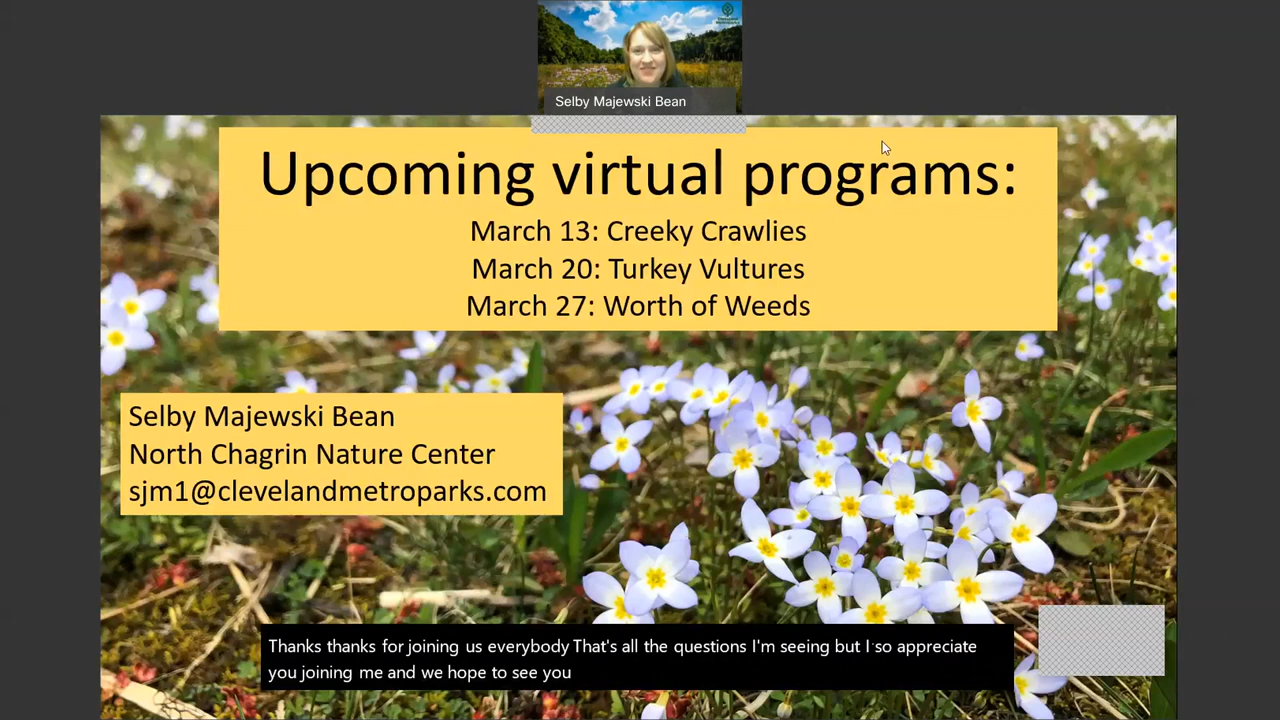 Cleveland
Metroparks
Selby Majewski Bean
Upcoming virtual programs:
March 13: Creeky Crawlies
March 20: Turkey Vultures
March 27: Worth of Weeds
Selby Majewski Bean
North Chagrin Nature Center
sjm1@clevelandmetroparks.com
Thanks thanks for joining us everybody That's all the questions I'm seeing but I so appreciate
you joining me and we hope to see you